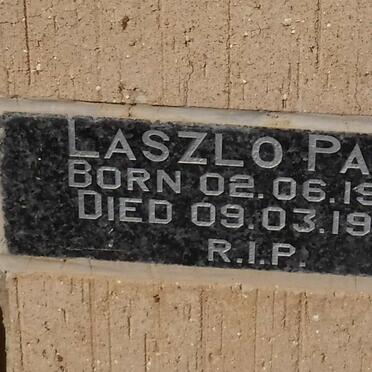 LASZLO PA
BORN 02.06.19
DIED 09.03.19
R.I.P.